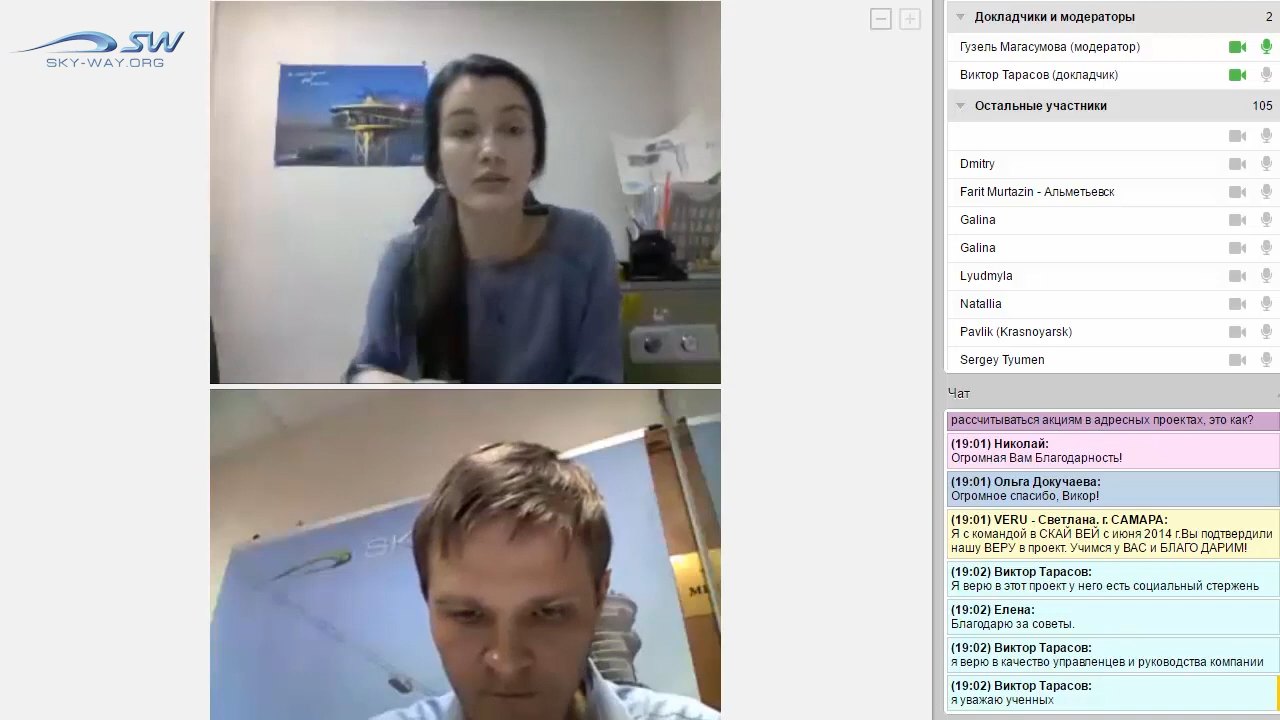 SW
SKY-WAY.ORG
SK
Докладчики и модераторы 2
Гузель Магасумова (модератор)
Виктор Тарасов (докладчик)
Остальные участники 105
Dmitry
Farit Murtazin - Альметьевск
Galina
Galina
Lyudmyla
Natallia
Pavlik (Krasnoyarsk)
Sergey Tyumen
Чат
рассчитываться акциям в адресных проектах, это как?
(19:01) Николай:
Огромная Вам Благодарность!
(19:01) Ольга Докучаева:
Огромное спасибо, Викор!
(19:01) VERU - Светлана. г. САМАРА:
Я с командой в СКАЙ ВЕЙ с июня 2014 г.Вы подтвердили
нашу ВЕРУ в проект. Учимся у ВАС и БЛАГО ДАРИМ!
(19:02) Виктор Тарасов:
Я верю в этот проект у него есть социальный стержень
(19:02) Елена:
Благодарю за советы.
(19:02) Виктор Тарасов:
я верю в качество управленцев и руководства компании
(19:02) Виктор Тарасов:
я уважаю ученных